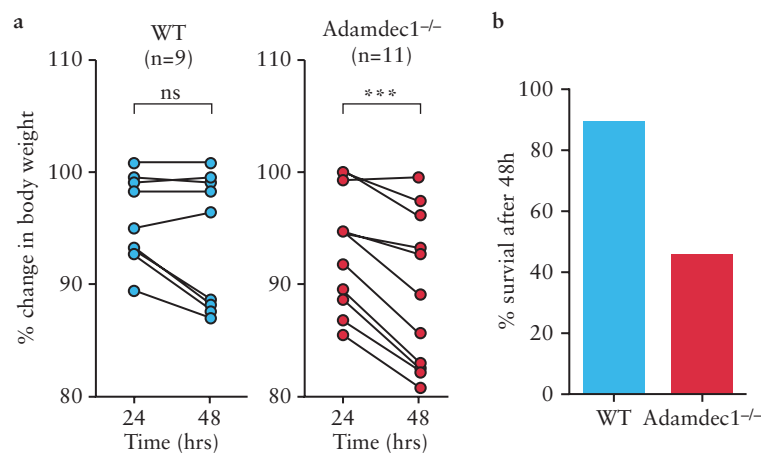 a
WT
(n=9)
Adamdec1–/–
(n=11)
b
110
100
90
80
% change in body weight
ns
24
48
Time (hrs)
110
100
90
80
***
24
48
Time (hrs)
100
80
60
40
20
0
% survial after 48h
WT
Adamdec1–/–